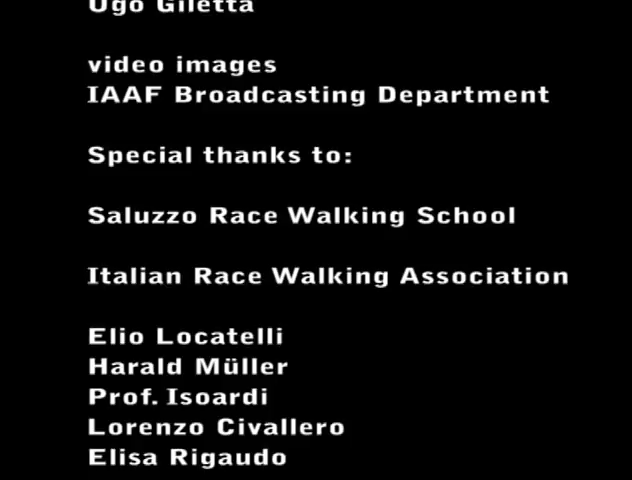 Ugo Giletta
video images
IAAF Broadcasting Department
Special thanks to:
Saluzzo Race Walking School
Italian Race Walking Association
Elio Locatelli
Harald Müller
Prof. Isoardi
Lorenzo Civallero
Elisa Rigaudo